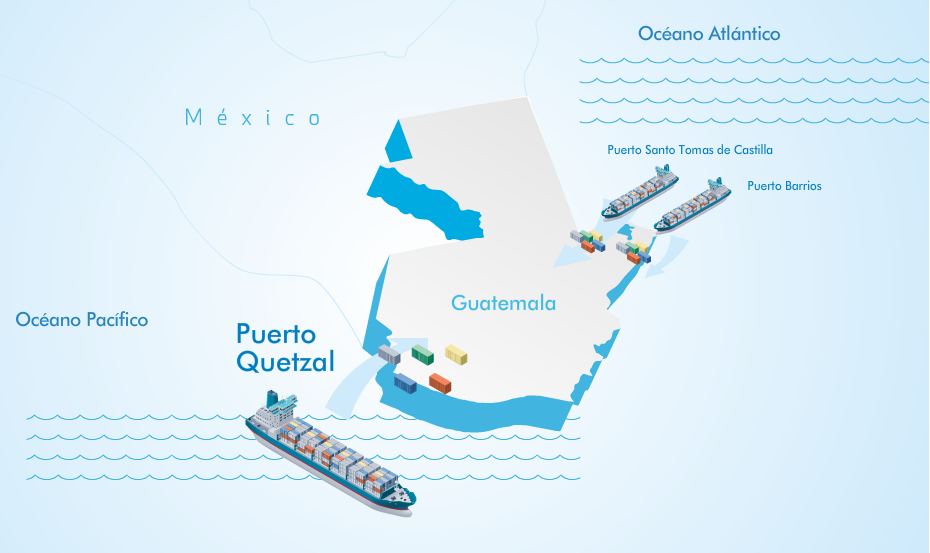 Océano Atlántico
México
Puerto Santo Tomas de Castilla
Puerto Barrios
Guatemala
Océano Pacífico
Puerto
Quetzal